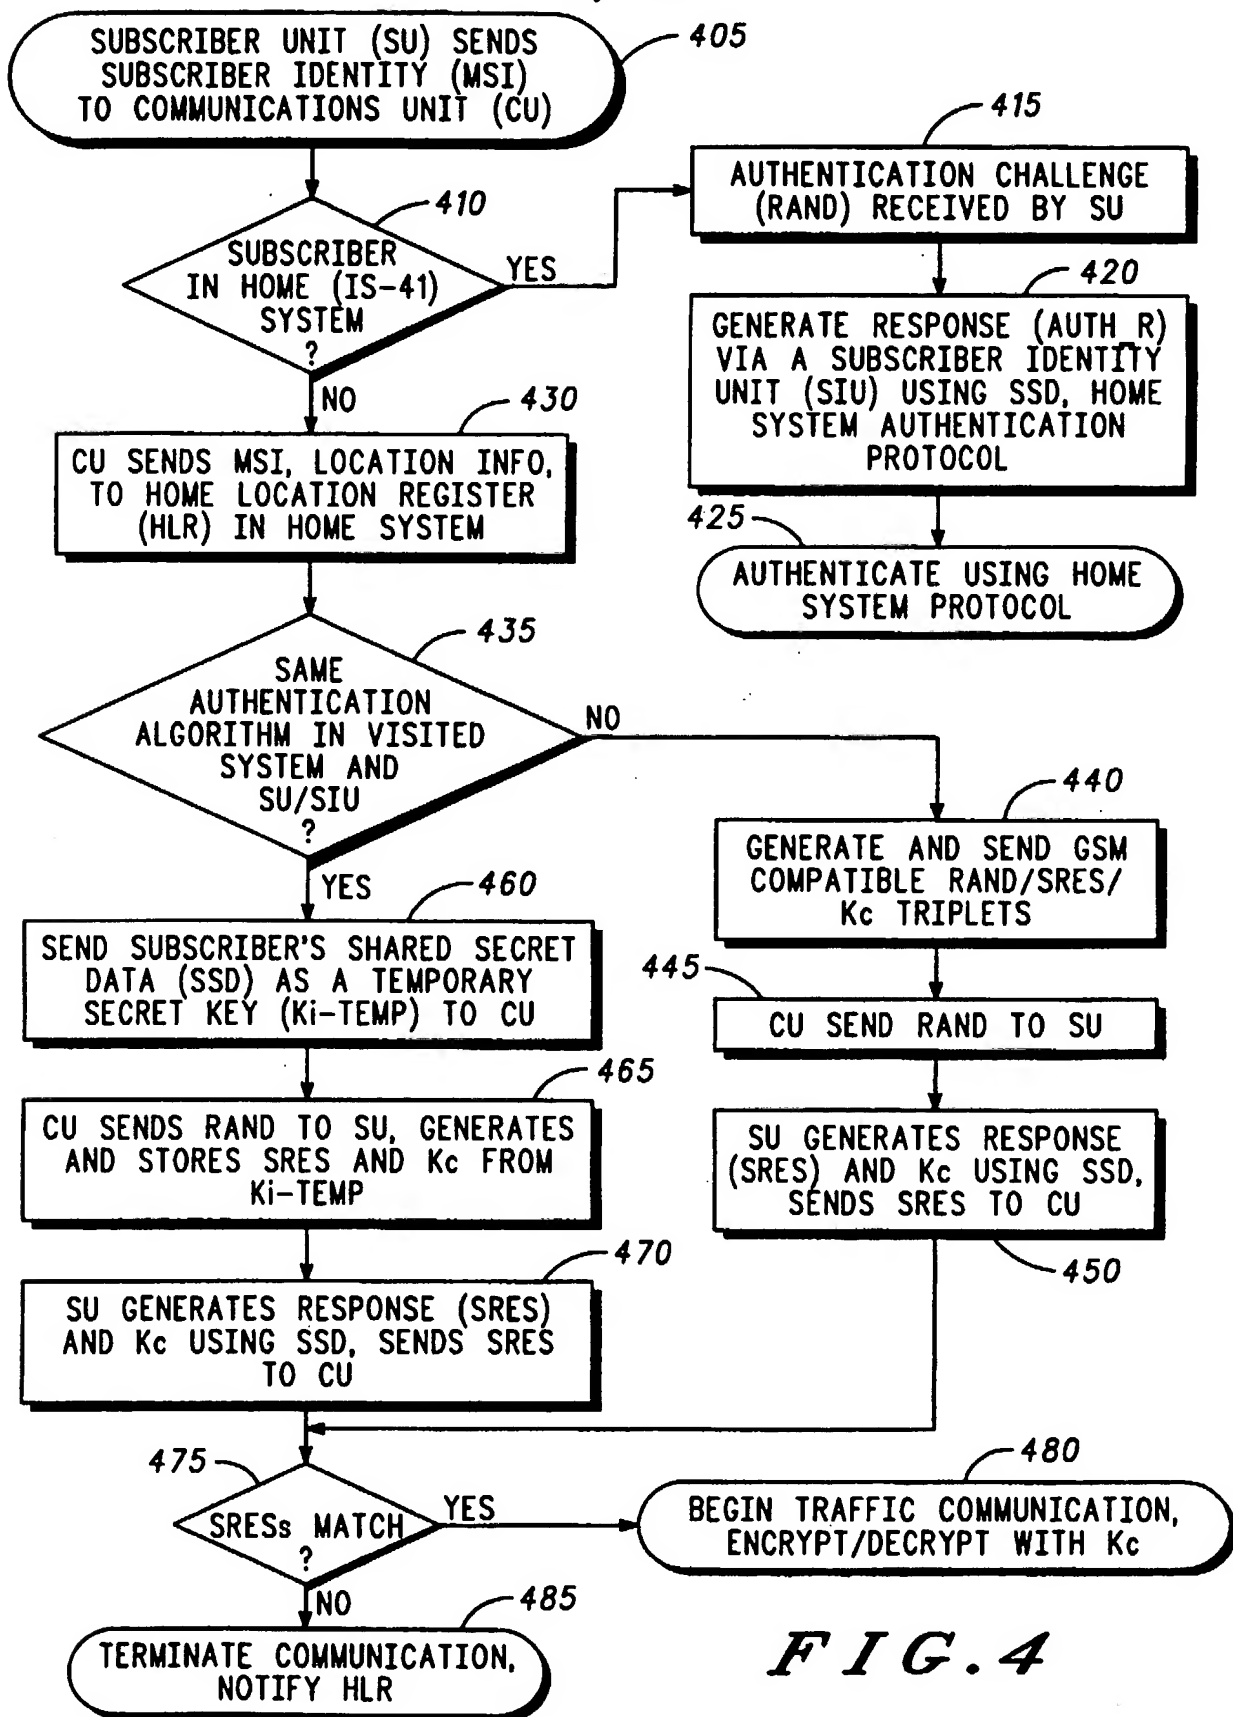 SUBSCRIBER UNIT (SU) SENDS
SUBSCRIBER IDENTITY (MSI)
TO COMMUNICATIONS UNIT (CU)
405
410
SUBSCRIBER
IN HOME (IS-41)
SYSTEM
?
YES
NO
415
AUTHENTICATION CHALLENGE
(RAND) RECEIVED BY SU
420
GENERATE RESPONSE (AUTH_R)
VIA A SUBSCRIBER IDENTITY
UNIT (SIU) USING SSD, HOME
SYSTEM AUTHENTICATION
PROTOCOL
425
AUTHENTICATE USING HOME
SYSTEM PROTOCOL
430
CU SENDS MSI, LOCATION INFO,
TO HOME LOCATION REGISTER
(HLR) IN HOME SYSTEM
435
SAME
AUTHENTICATION
ALGORITHM IN VISITED
SYSTEM AND
SU/SIU
?
NO
YES
440
GENERATE AND SEND GSM
COMPATIBLE RAND/SRES/
Kc TRIPLETS
445
CU SEND RAND TO SU
SU GENERATES RESPONSE
(SRES) AND Kc USING SSD,
SENDS SRES TO CU
450
460
SEND SUBSCRIBER'S SHARED SECRET
DATA (SSD) AS A TEMPORARY
SECRET KEY (Ki-TEMP) TO CU
465
CU SENDS RAND TO SU, GENERATES
AND STORES SRES AND Kc FROM
Ki-TEMP
470
SU GENERATES RESPONSE (SRES)
AND Kc USING SSD, SENDS SRES
TO CU
475
SRESs MATCH
?
YES
NO
480
BEGIN TRAFFIC COMMUNICATION,
ENCRYPT/DECRYPT WITH Kc
485
TERMINATE COMMUNICATION,
NOTIFY HLR
FIG.4